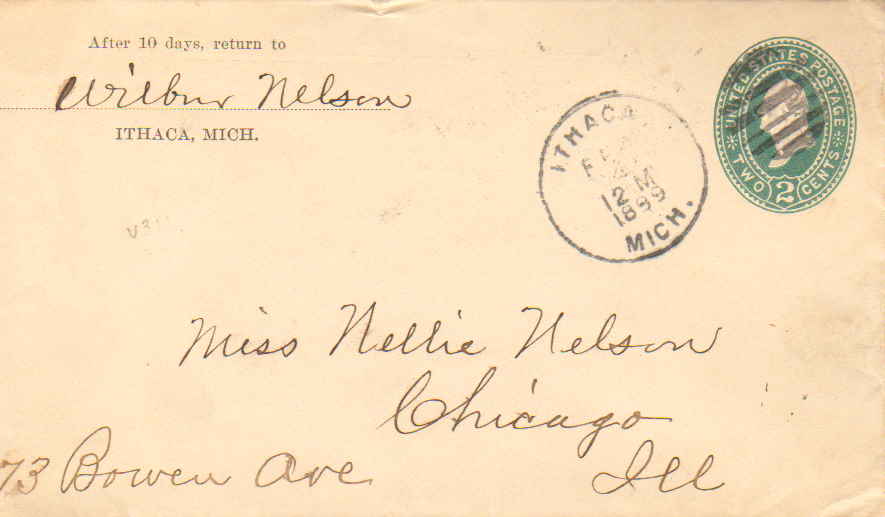 After 10 days, return to
Wilbur Nelson
ITHACA, MICH.
ITHACA
12 M
1899
MICH.
UNITED STATES POSTAGE
TWO 2 CENTS
Miss Nellie Nelson
Chicago
73 Bowen Ave Ill